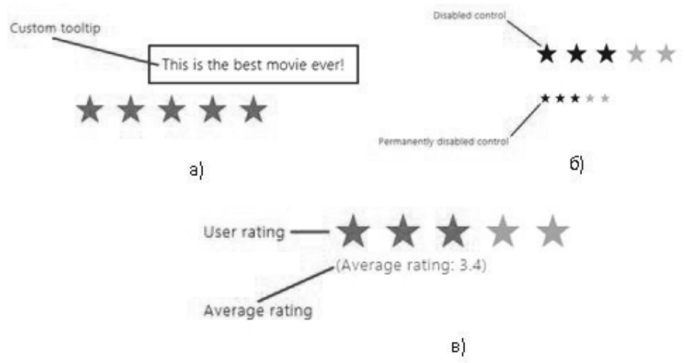 Custom tooltip
This is the best movie ever!
а)
Disabled control
Permanently disabled control
б)
User rating
(Average rating: 3.4)
Average rating
в)